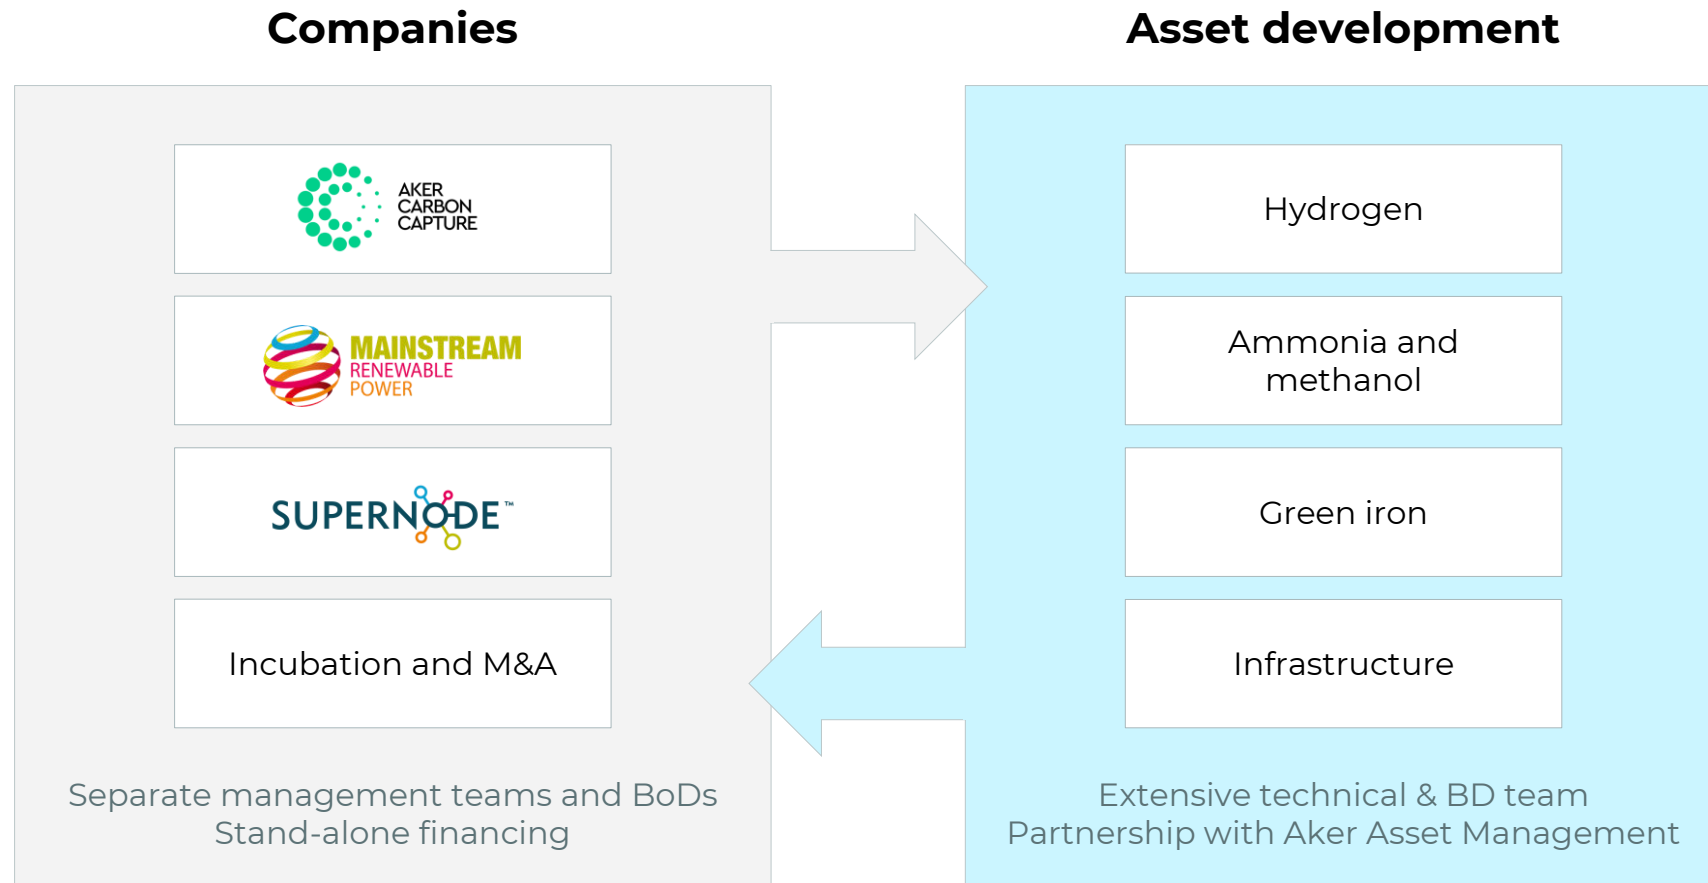 Companies
Asset development
AKER
CARBON
CAPTURE
MAINSTREAM
RENEWABLE
POWER
SUPERNODE™
Incubation and M&A
Separate management teams and BoDs
Stand-alone financing
Hydrogen
Ammonia and
methanol
Green iron
Infrastructure
Extensive technical & BD team
Partnership with Aker Asset Management